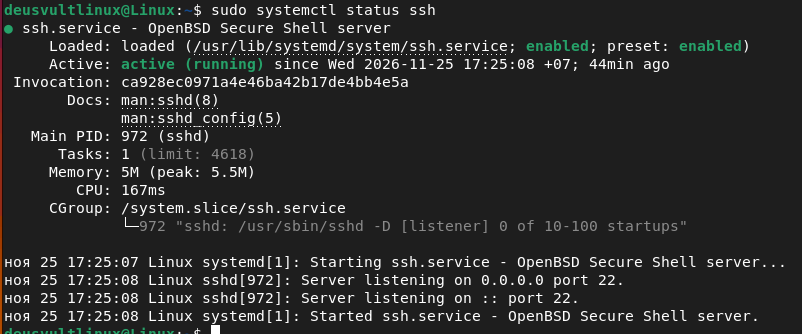 deusvultlinux@Linux:~$ sudo systemctl status ssh
● ssh.service - OpenBSD Secure Shell server
     Loaded: loaded (/usr/lib/systemd/system/ssh.service; enabled; preset: enabled)
     Active: active (running) since Wed 2026-11-25 17:25:08 +07; 44min ago
 Invocation: ca928ec0971a4e46ba42b17de4bb4e5a
       Docs: man:sshd(8)
             man:sshd_config(5)
   Main PID: 972 (sshd)
      Tasks: 1 (limit: 4618)
     Memory: 5M (peak: 5.5M)
        CPU: 167ms
     CGroup: /system.slice/ssh.service
             └─972 "sshd: /usr/sbin/sshd -D [listener] 0 of 10-100 startups"
ноя 25 17:25:07 Linux systemd[1]: Starting ssh.service - OpenBSD Secure Shell server...
ноя 25 17:25:08 Linux sshd[972]: Server listening on 0.0.0.0 port 22.
ноя 25 17:25:08 Linux sshd[972]: Server listening on :: port 22.
ноя 25 17:25:08 Linux systemd[1]: Started ssh.service - OpenBSD Secure Shell server.
deusvultlinux@Linux:~$